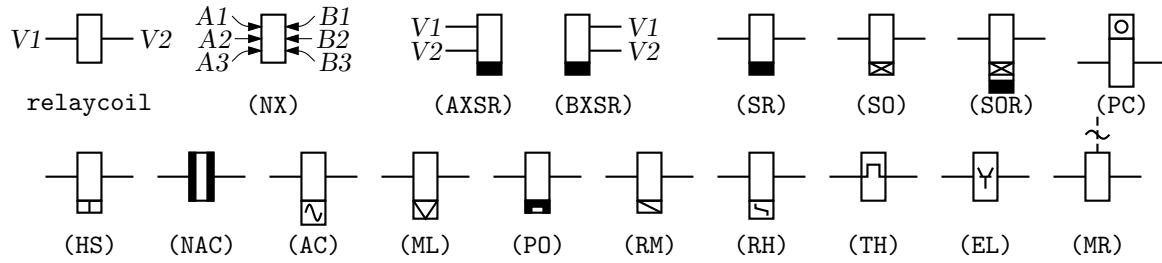 A1 B1 V1
V1 V2 A2 B2 V2 V1
A3 B3 V2
relaycoil (NX) (AXSR) (BXSR) (SR) (SO) (SOR) (PC)
(HS) (NAC) (AC) (ML) (PO) (RM) (RH) (TH) (EL) (MR)